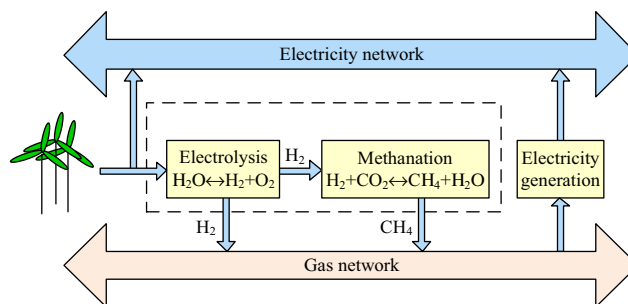 Electricity network
Electrolysis
H₂O↔H₂+O₂
H₂
Methanation
H₂+CO₂↔CH₄+H₂O
Electricity
generation
H₂
CH₄
Gas network